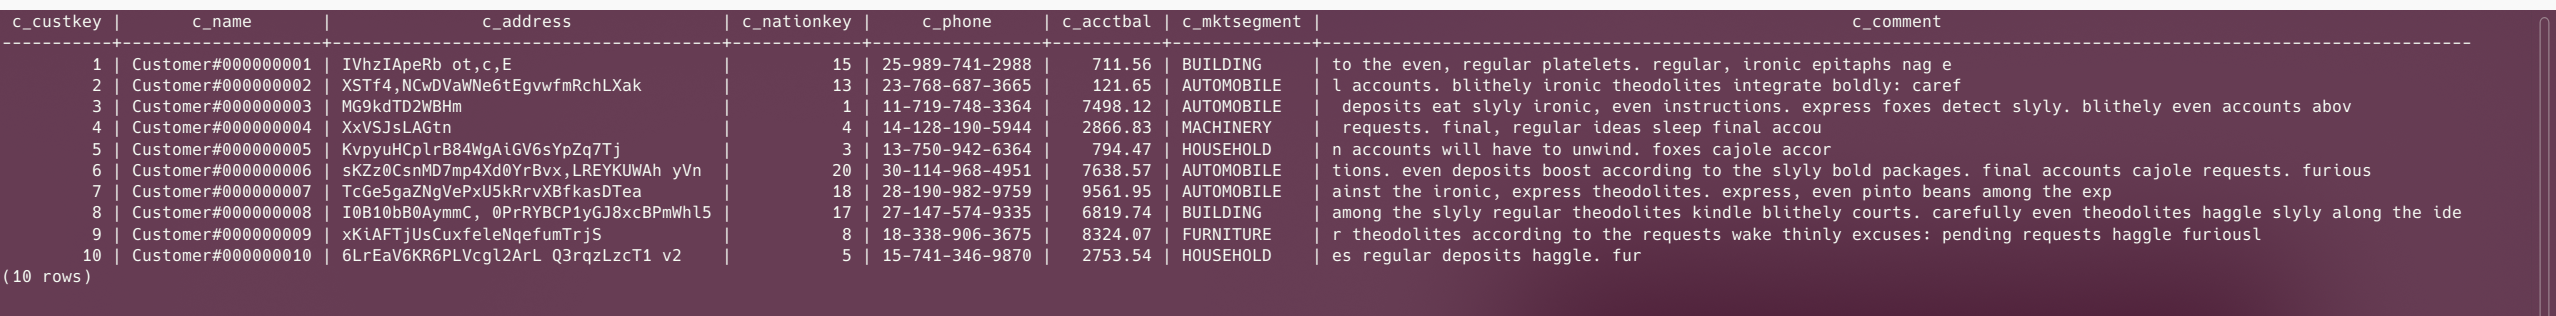 c_custkey | c_name | c_address | c_nationkey | c_phone | c_acctbal | c_mktsegment | c_comment
1 | Customer#000000001 | IVhzIApeRb ot,c,E | 15 | 25-989-741-2988 | 711.56 | BUILDING | to the even, regular platelets. regular, ironic epitaphs nag e
2 | Customer#000000002 | XSTf4,NCwDVaWNe6tEgvwfmRchLXak | 13 | 23-768-687-3665 | 121.65 | AUTOMOBILE | l accounts. blithely ironic theodolites integrate boldly: caref
3 | Customer#000000003 | MG9kdTD2WBHm | 1 | 11-719-748-3364 | 7498.12 | AUTOMOBILE | deposits eat slyly ironic, even instructions. express foxes detect slyly. blithely even accounts abov
4 | Customer#000000004 | XxVSJsLAGtn | 4 | 14-128-190-5944 | 2866.83 | MACHINERY | requests. final, regular ideas sleep final accou
5 | Customer#000000005 | KvpyuHCplrB84WgAiGV6sYpZq7Tj | 3 | 13-750-942-6364 | 794.47 | HOUSEHOLD | n accounts will have to unwind. foxes cajole accor
6 | Customer#000000006 | sKZz0CsnMD7mp4Xd0YrBvx,LREYKUWAh yVn | 20 | 30-114-968-4951 | 7638.57 | AUTOMOBILE | tions. even deposits boost according to the slyly bold packages. final accounts cajole requests. furious
7 | Customer#000000007 | TcGe5gaZNgVePxU5kRrvXBfkasDTea | 18 | 28-190-982-9759 | 9561.95 | AUTOMOBILE | ainst the ironic, express theodolites. express, even pinto beans among the exp
8 | Customer#000000008 | I0B10bB0AymmC, 0PrRYBCP1yGJ8xcBPmWhl5 | 17 | 27-147-574-9335 | 6819.74 | BUILDING | among the slyly regular theodolites kindle blithely courts. carefully even theodolites haggle slyly along the ide
9 | Customer#000000009 | xKiAFTjUsCuxfeleNqefumTrjS | 8 | 18-338-906-3675 | 8324.07 | FURNITURE | r theodolites according to the requests wake thinly excuses: pending requests haggle furiousl
10 | Customer#000000010 | 6LrEaV6KR6PLVcgl2ArL Q3rqzLzcT1 v2 | 5 | 15-741-346-9870 | 2753.54 | HOUSEHOLD | es regular deposits haggle. fur
(10 rows)